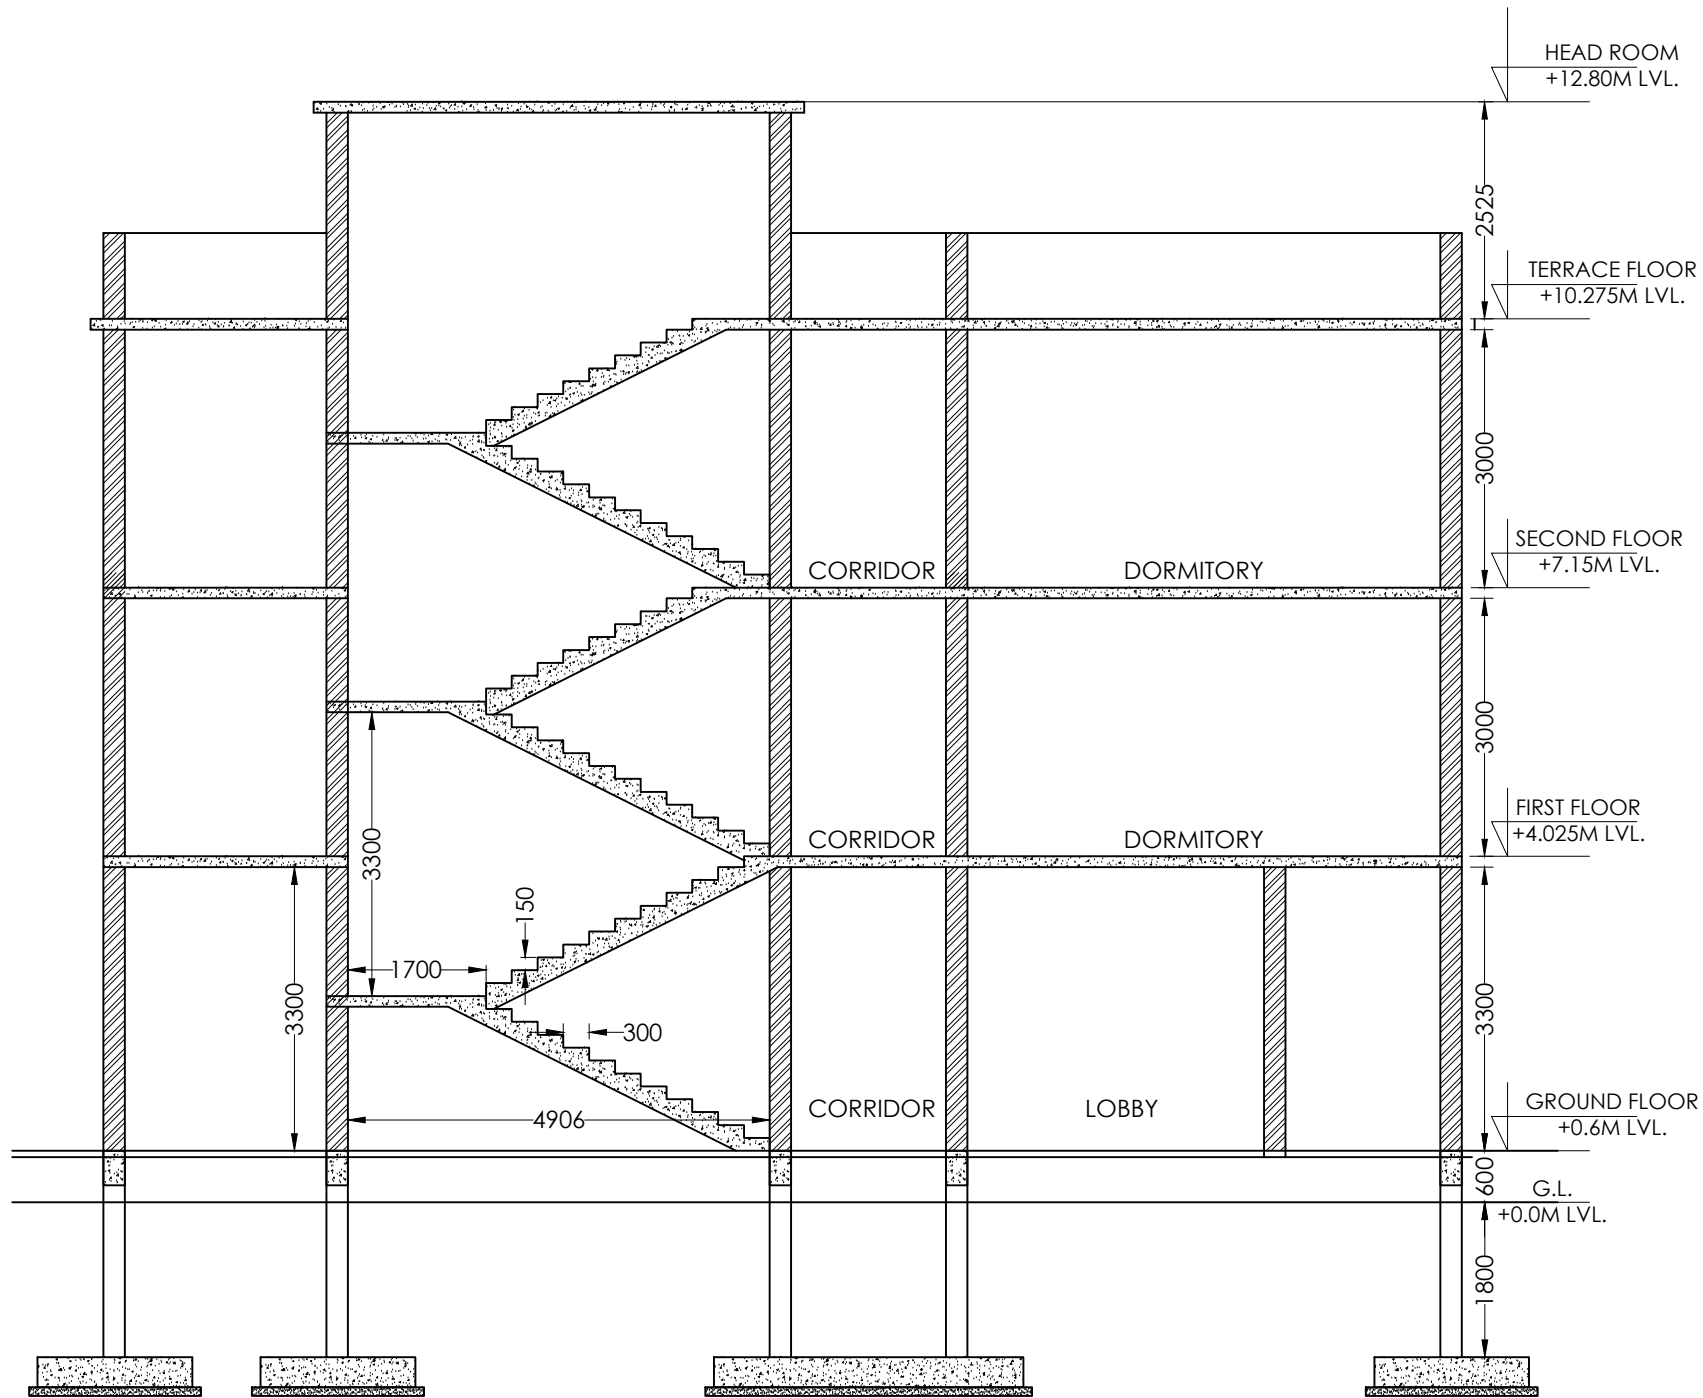 HEAD ROOM
+12.80M LVL.
2525
TERRACE FLOOR
+10.275M LVL.
3000
SECOND FLOOR
+7.15M LVL.
CORRIDOR
DORMITORY
3000
FIRST FLOOR
+4.025M LVL.
CORRIDOR
DORMITORY
3300
150
1700
3300
300
3300
CORRIDOR
LOBBY
4906
GROUND FLOOR
+0.6M LVL.
600
G.L.
+0.0M LVL.
1800